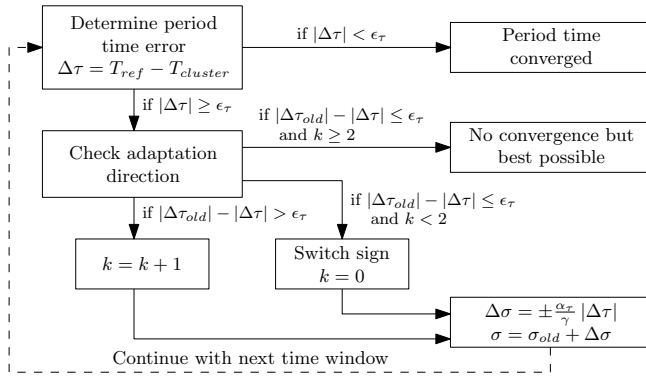 Determine period
time error
Δτ = T_ref − T_cluster
if |Δτ| < ϵ_τ
Period time
converged
if |Δτ| ≥ ϵ_τ
if |Δτ_old| − |Δτ| ≤ ϵ_τ
and k ≥ 2
No convergence but
best possible
Check adaptation
direction
if |Δτ_old| − |Δτ| > ϵ_τ
if |Δτ_old| − |Δτ| ≤ ϵ_τ
and k < 2
k = k + 1
Switch sign
k = 0
Δσ = ± α_τ/γ |Δτ|
σ = σ_old + Δσ
Continue with next time window